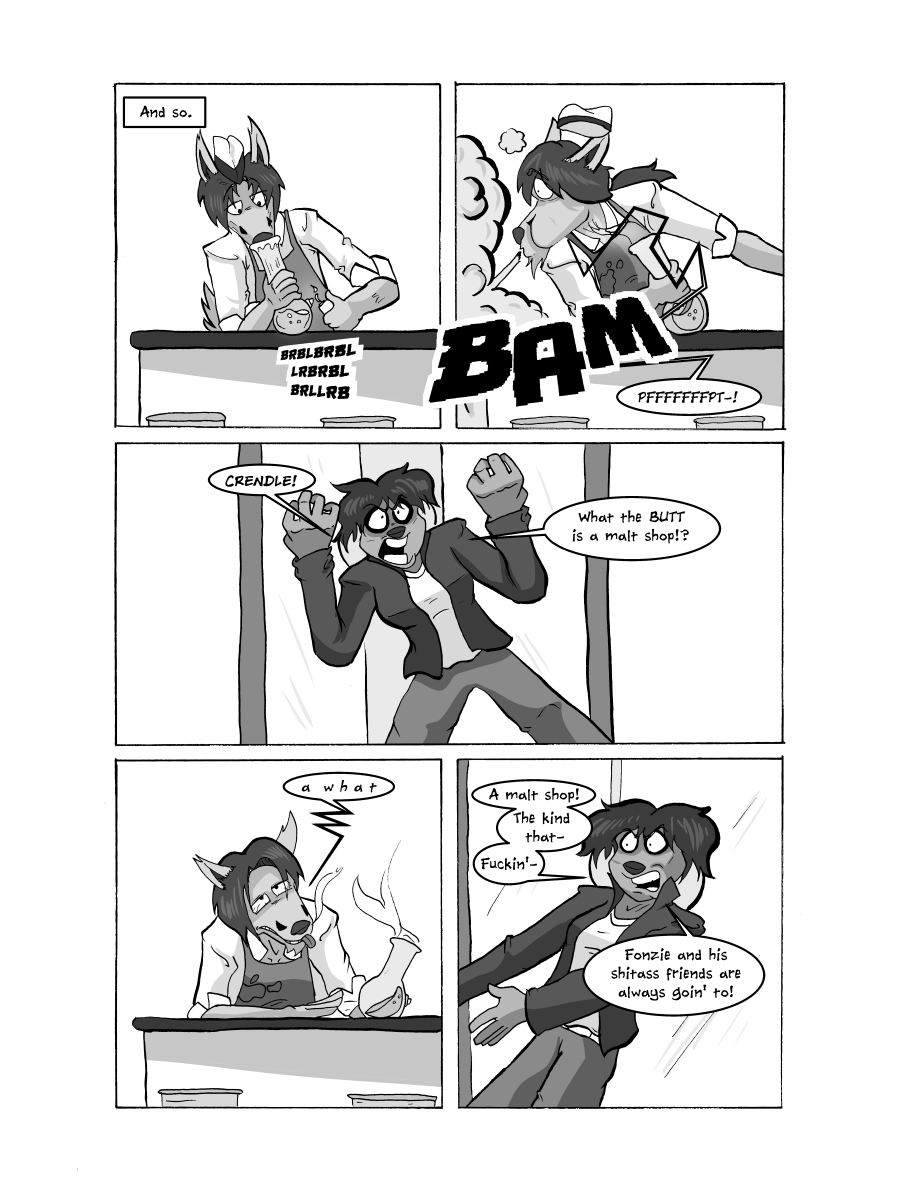 And so.
BRBLBRBL
LRBRBL
BRLLRB
BAM
PFFFFFFFPT-!
CRENDLE!
What the BUTT
is a malt shop!?
a what
A malt shop!
The kind
that-
Fuckin'-
Fonzie and his
shitass friends are
always goin' to!